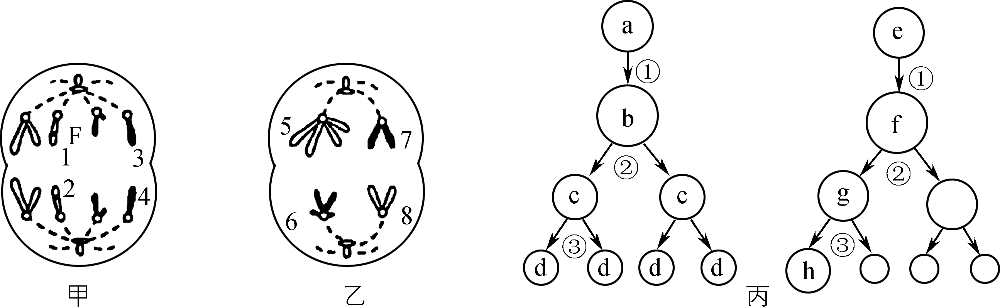 F
1
3
2
4
甲
5
7
6
8
乙
a
①
b
②
c
c
③
d
d
d
d
e
①
f
②
g
③
h
丙